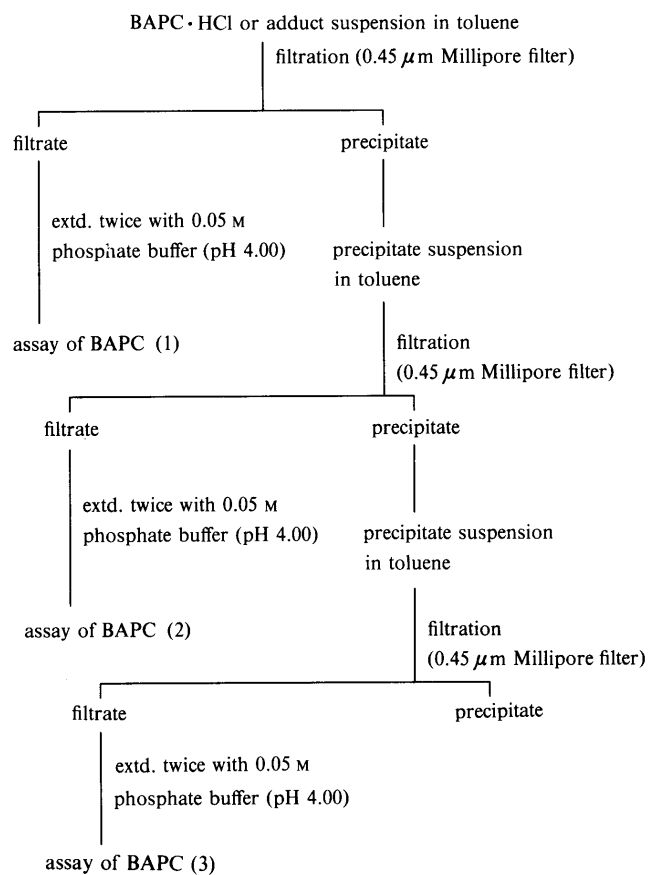 BAPC · HCl or adduct suspension in toluene
filtration (0.45 μm Millipore filter)
filtrate
precipitate
extd. twice with 0.05 M
phosphate buffer (pH 4.00)
precipitate suspension
in toluene
assay of BAPC (1)
filtration
(0.45 μm Millipore filter)
filtrate
precipitate
extd. twice with 0.05 M
phosphate buffer (pH 4.00)
precipitate suspension
in toluene
assay of BAPC (2)
filtration
(0.45 μm Millipore filter)
filtrate
precipitate
extd. twice with 0.05 M
phosphate buffer (pH 4.00)
assay of BAPC (3)